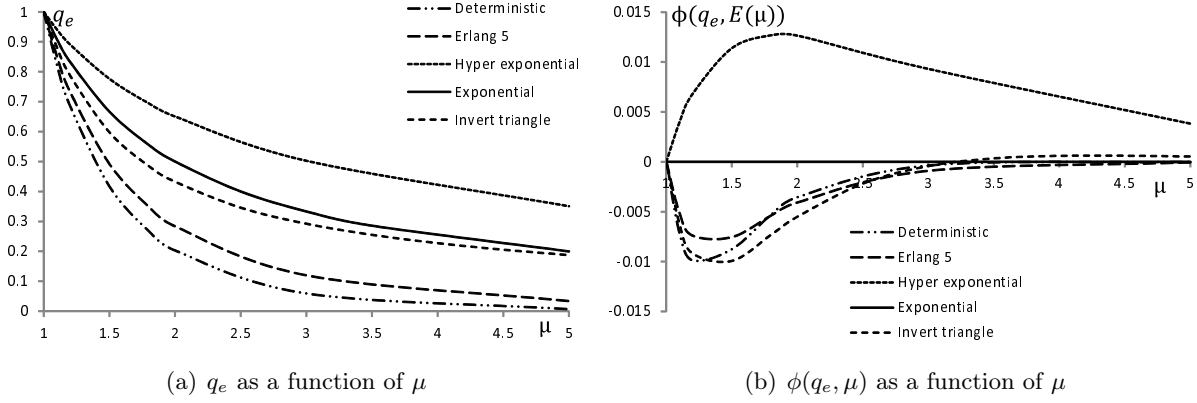 q_e
1
0.9
0.8
0.7
0.6
0.5
0.4
0.3
0.2
0.1
0
1 1.5 2 2.5 3 3.5 4 4.5 5
μ
Deterministic
Erlang 5
Hyper exponential
Exponential
Invert triangle
(a) q_e as a function of μ
ϕ(q_e, E(μ))
0.015
0.01
0.005
0
-0.005
-0.01
-0.015
1 1.5 2 2.5 3 3.5 4 4.5 5
μ
Deterministic
Erlang 5
Hyper exponential
Exponential
Invert triangle
(b) ϕ(q_e, μ) as a function of μ